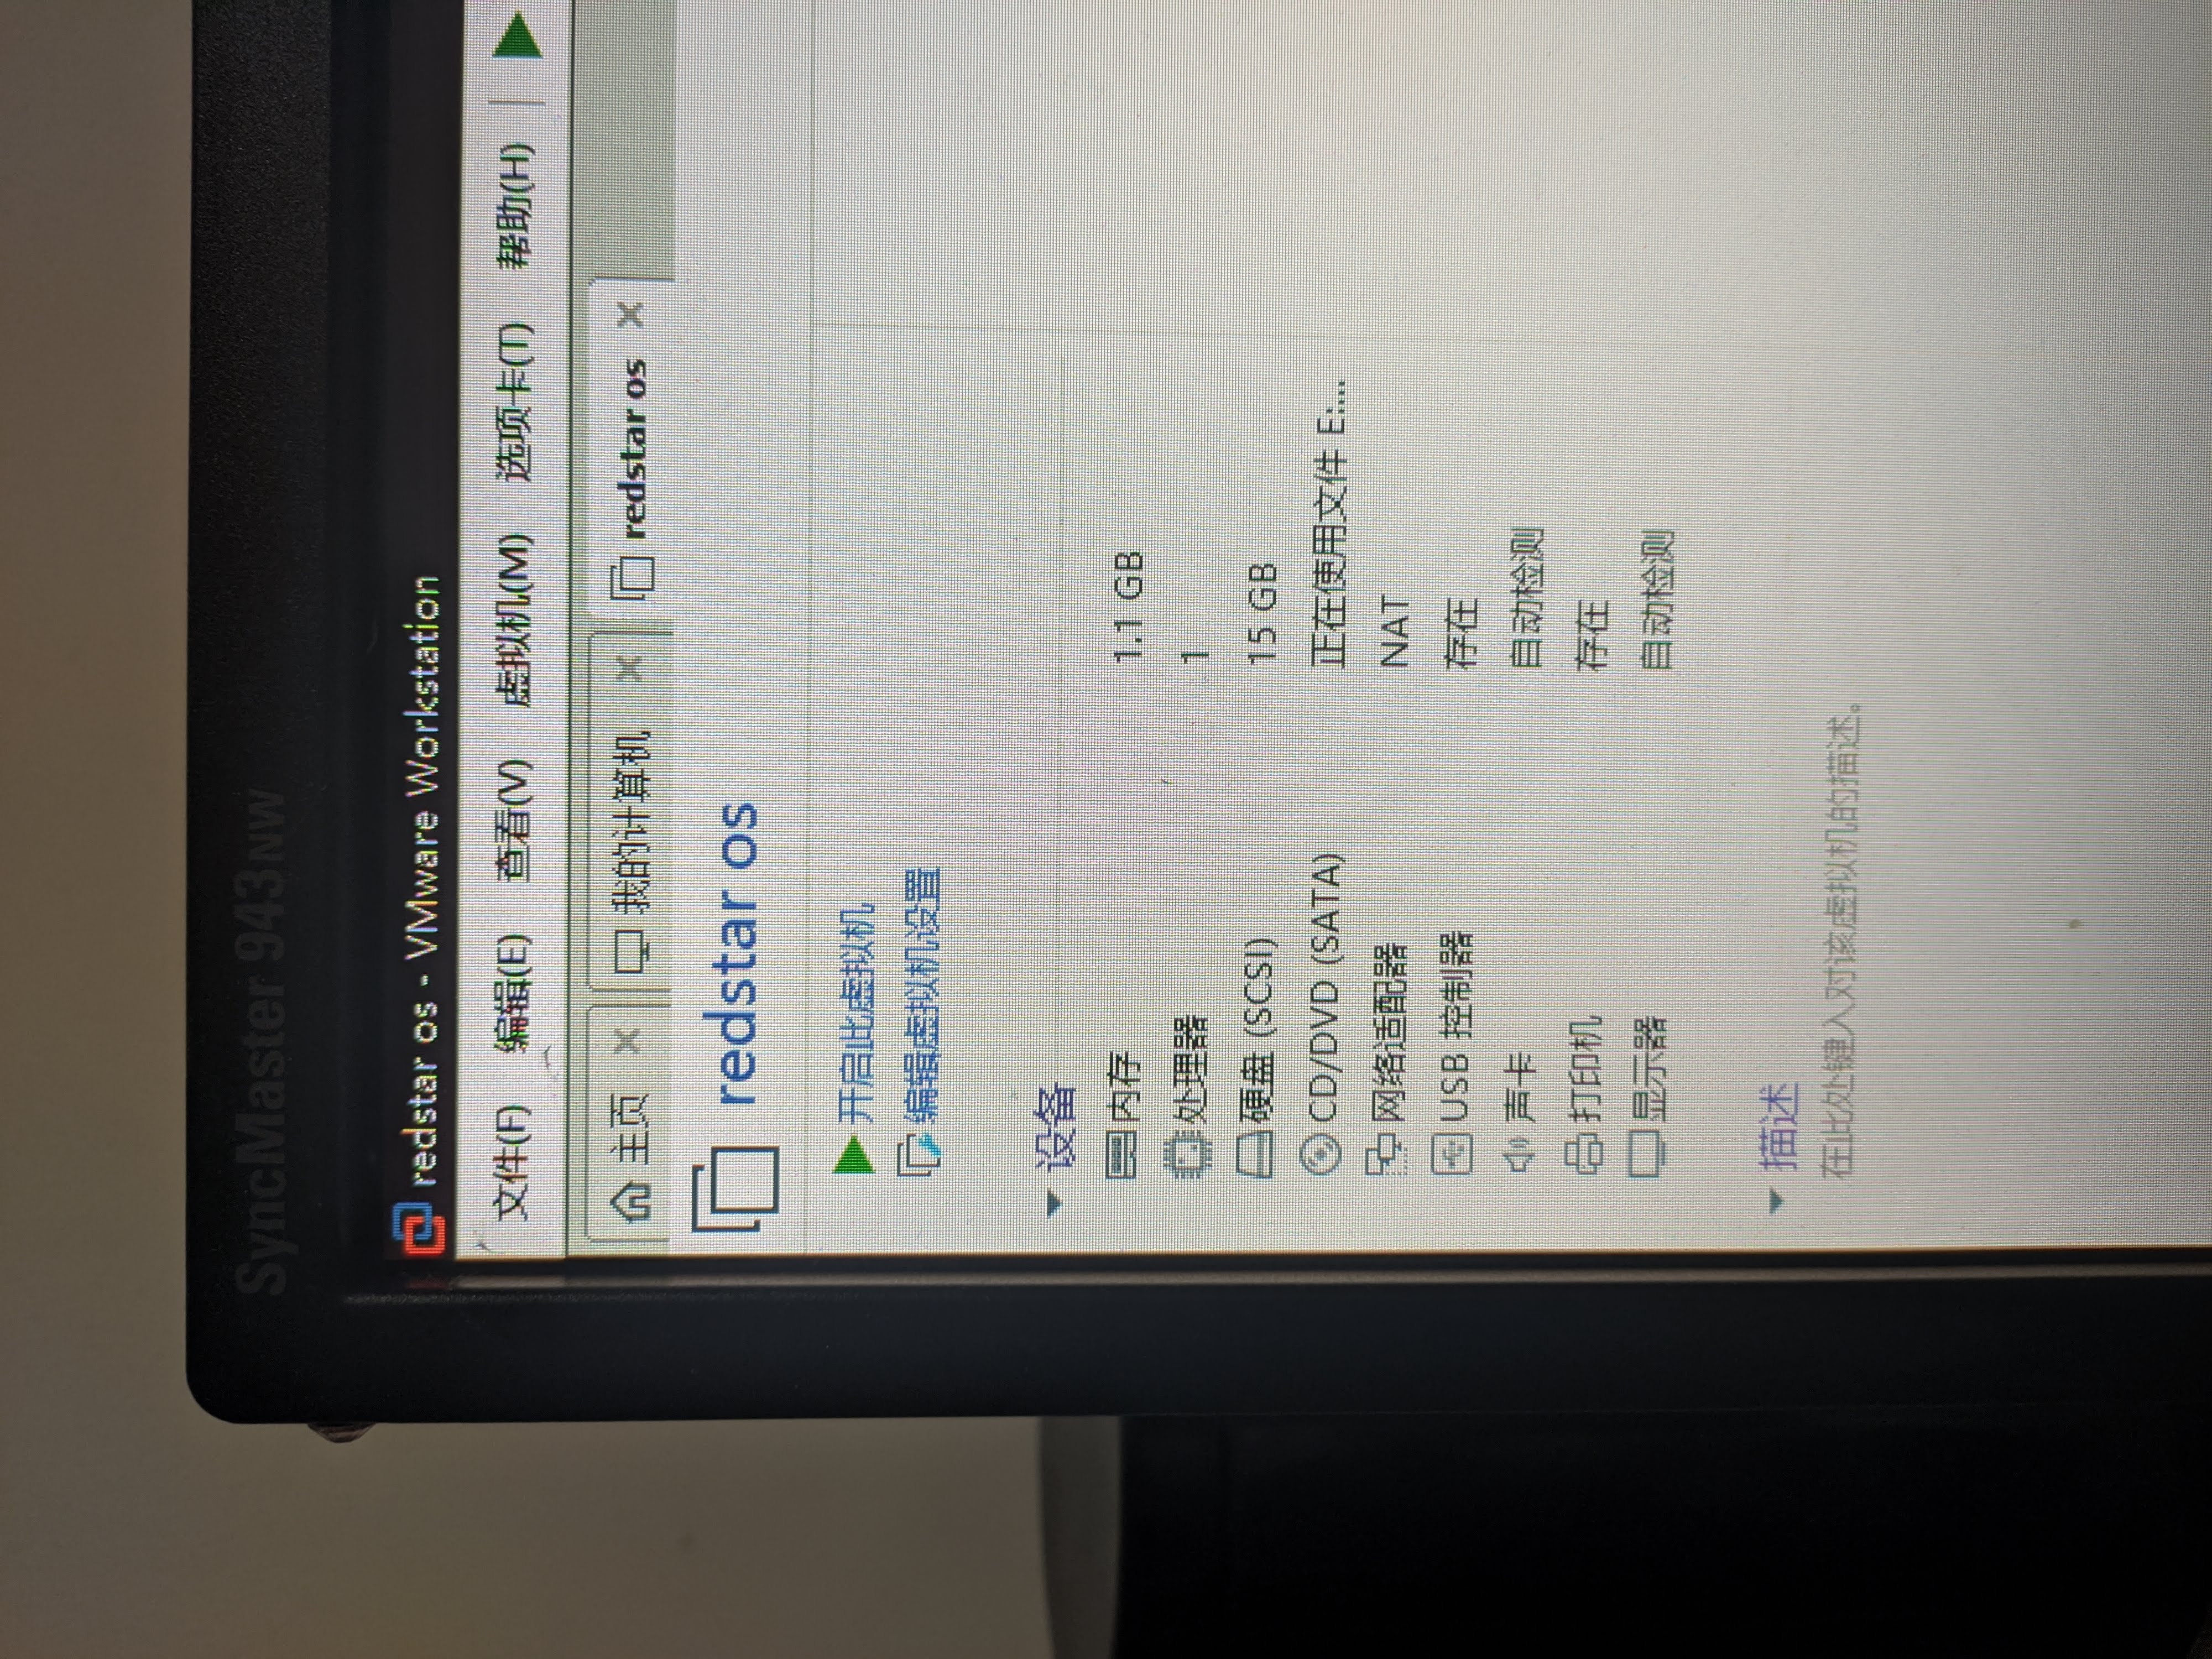 SyncMaster 943NW
redstar os - VMware Workstation
文件(F) 编辑(E) 查看(V) 虚拟机(M) 选项卡(T) 帮助(H)
主页 我的计算机 redstar os
redstar os
开启此虚拟机
编辑虚拟机设置
设备
内存 1.1 GB
处理器 1
硬盘 (SCSI) 15 GB
CD/DVD (SATA) 正在使用文件 E:...
网络适配器 NAT
USB 控制器 存在
声卡 自动检测
打印机 存在
显示器 自动检测
描述
在此处键入对该虚拟机的描述。